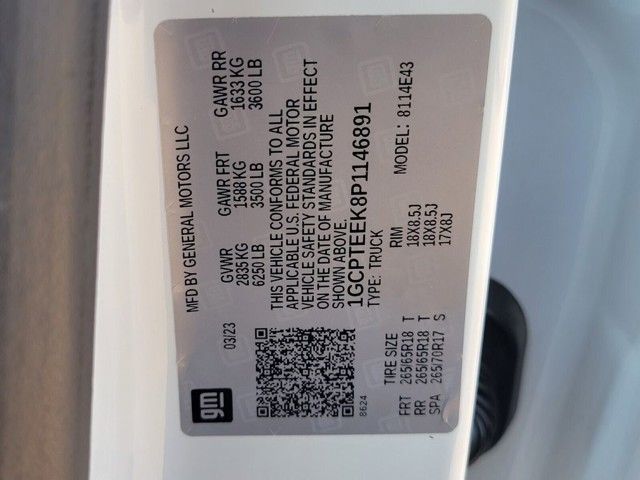 gm
MFD BY GENERAL MOTORS LLC
03/23
GVWR GAWR FRT GAWR RR
2835 KG 1588 KG 1633 KG
6250 LB 3500 LB 3600 LB
THIS VEHICLE CONFORMS TO ALL
APPLICABLE U.S. FEDERAL MOTOR
VEHICLE SAFETY STANDARDS IN EFFECT
ON THE DATE OF MANUFACTURE
SHOWN ABOVE.
1GCPTEEK8P1146891
8624 TYPE: TRUCK
TIRE SIZE RIM MODEL: 8114E43
FRT 265/65R18 T 18X8.5J
RR 265/65R18 T 18X8.5J
SPA 265/70R17 S 17X8J